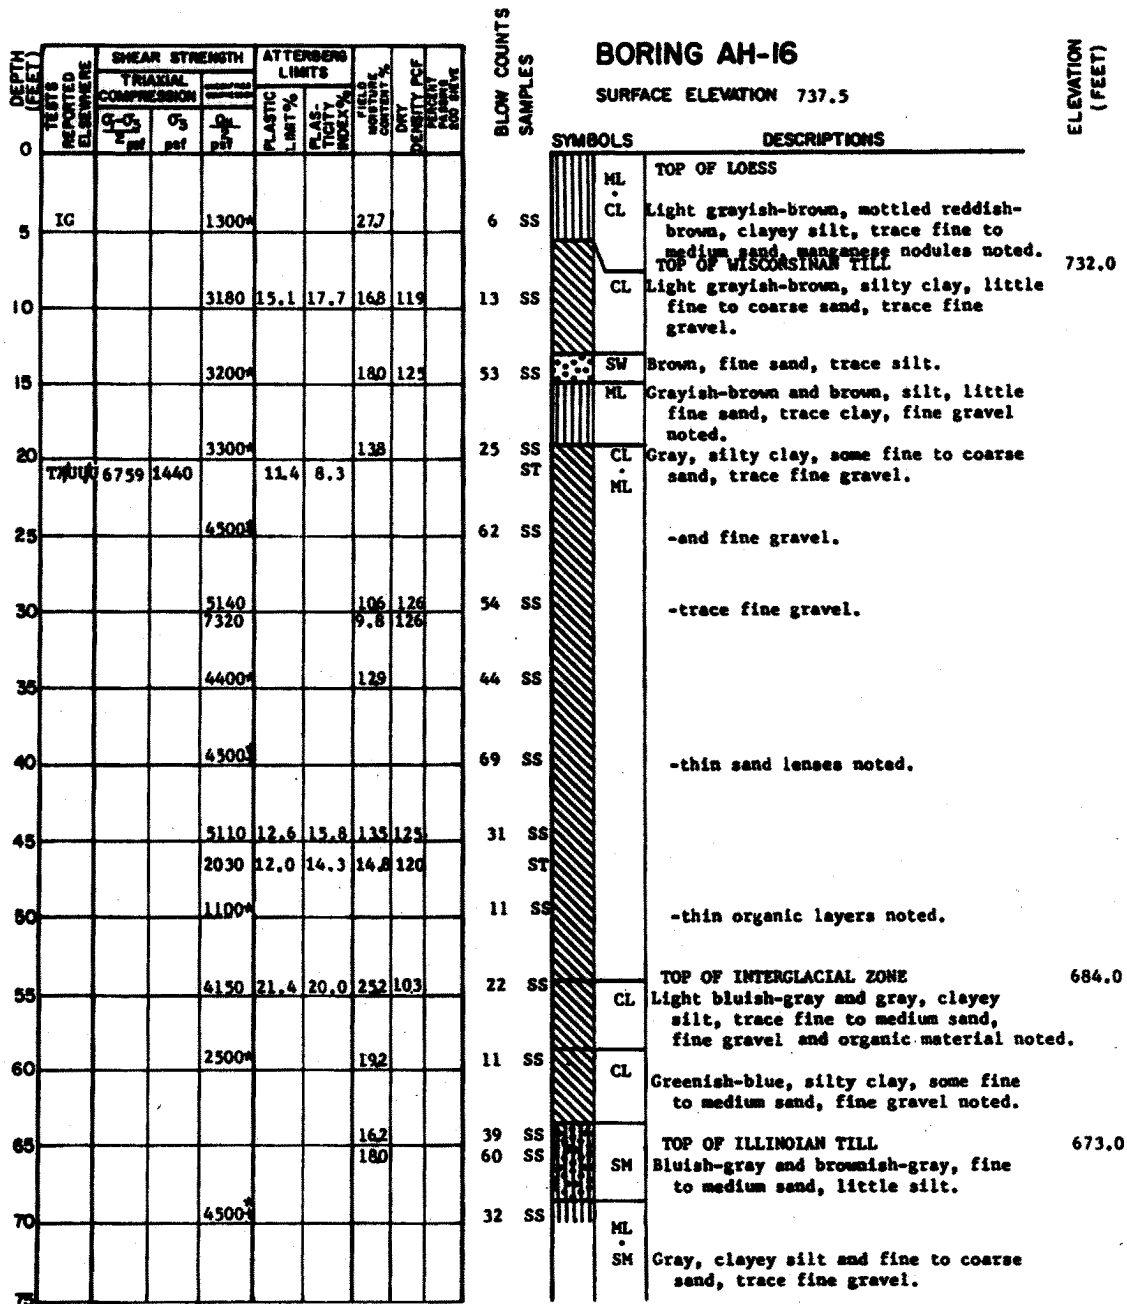 BORING AH-16
SURFACE ELEVATION 737.5
DEPTH (FEET)
TESTS REPORTED ELSEWHERE
SHEAR STRENGTH
TRIAXIAL COMPRESSION
psf
psf
psf
ATTERBERG LIMITS
PLASTIC LIMIT %
PLAS-TICITY INDEX %
FIELD MOISTURE CONTENT %
DRY DENSITY PCF
PERCENT PASSING 200 SIEVE
BLOW COUNTS
SAMPLES
SYMBOLS
DESCRIPTIONS
ELEVATION (FEET)
0
ML TOP OF LOESS
IG 1300* 27.7 6 SS CL Light grayish-brown, mottled reddish-
5 brown, clayey silt, trace fine to
medium sand, manganese nodules noted.
TOP OF WISCONSINAN TILL 732.0
CL Light grayish-brown, silty clay, little
10 3180 15.1 17.7 16.8 119 13 SS fine to coarse sand, trace fine
gravel.
SW Brown, fine sand, trace silt.
15 3200* 18.0 125 53 SS
ML Grayish-brown and brown, silt, little
fine sand, trace clay, fine gravel
noted.
20 3300* 13.8 25 SS CL Gray, silty clay, some fine to coarse
TX/UU 6759 1440 11.4 8.3 ST ML sand, trace fine gravel.
25 4500* 62 SS -and fine gravel.
30 5140 10.6 126 54 SS -trace fine gravel.
7320 9.8 126
35 4400* 12.9 44 SS
40 4500* 69 SS -thin sand lenses noted.
45 5110 12.6 15.8 13.5 125 31 SS
2030 12.0 14.3 14.8 120 ST
50 1100* 11 SS -thin organic layers noted.
TOP OF INTERGLACIAL ZONE 684.0
55 4150 21.4 20.0 25.2 103 22 SS CL Light bluish-gray and gray, clayey
silt, trace fine to medium sand,
fine gravel and organic material noted.
60 2500* 19.2 11 SS CL Greenish-blue, silty clay, some fine
to medium sand, fine gravel noted.
16.2 39 SS TOP OF ILLINOIAN TILL 673.0
65 18.0 60 SS SM Bluish-gray and brownish-gray, fine
to medium sand, little silt.
70 4500* 32 SS ML
SM Gray, clayey silt and fine to coarse
sand, trace fine gravel.
75